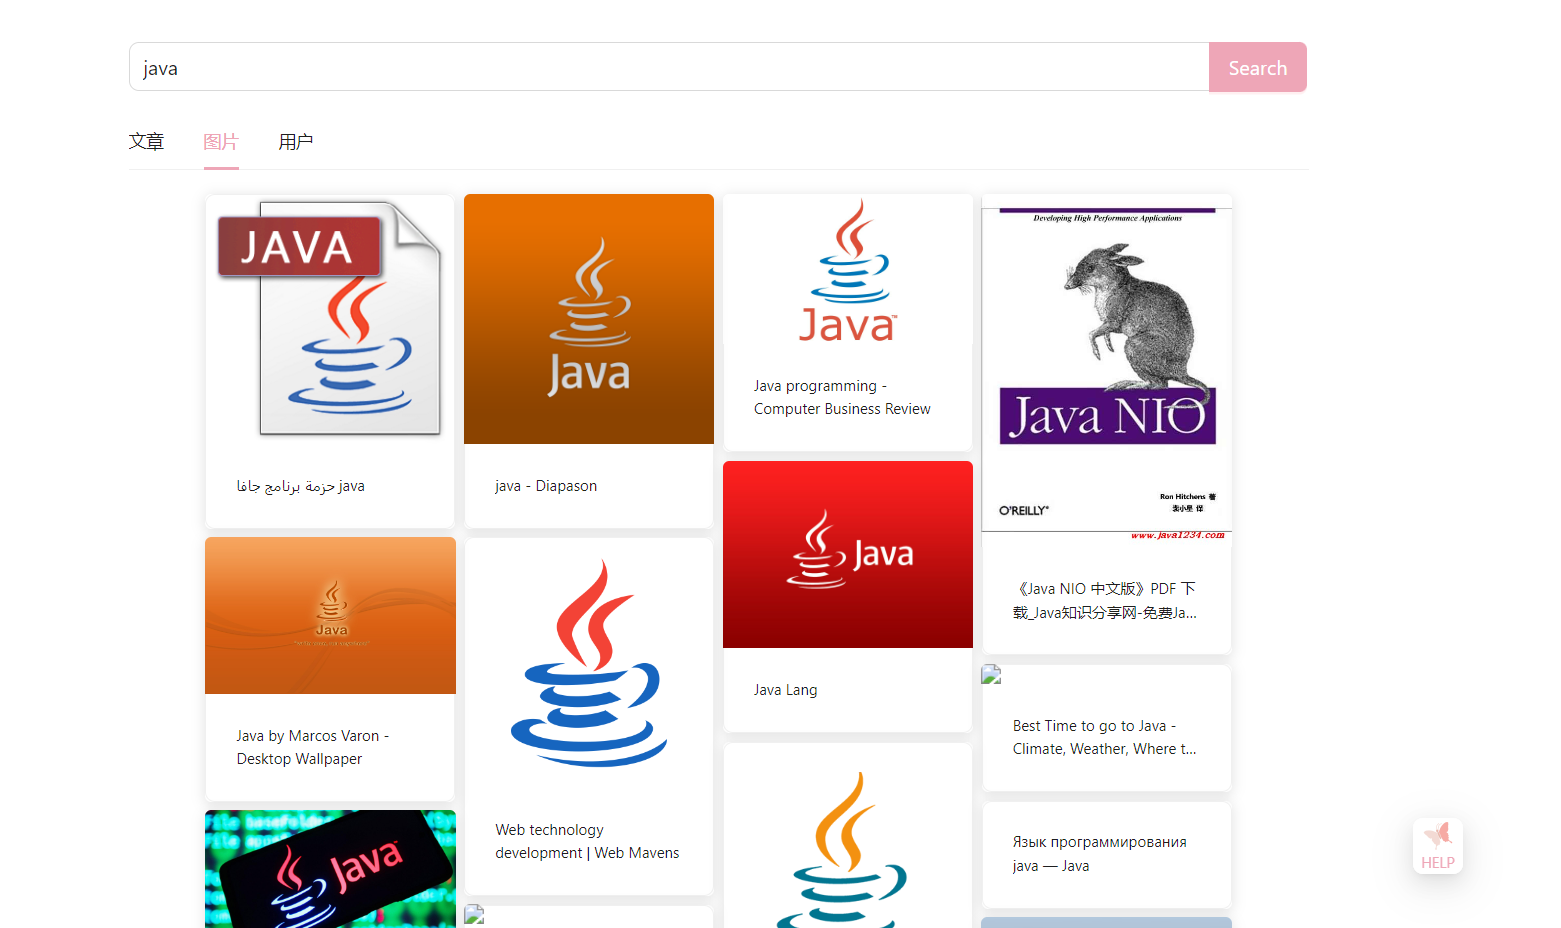 java
Search
文章
图片
用户
JAVA
حزمة برنامج جافا java
Java
java - Diapason
Java™
Java programming -
Computer Business Review
Developing High Performance Applications
Java NIO
Ron Hitchens 著
裴小星 译
O'REILLY®
www.java1234.com
《Java NIO 中文版》PDF 下
载_Java知识分享网-免费Ja...
Java
Java by Marcos Varon -
Desktop Wallpaper
Web technology
development | Web Mavens
Java
Java Lang
Best Time to go to Java -
Climate, Weather, Where t...
Язык программирования
java — Java
Java
HELP